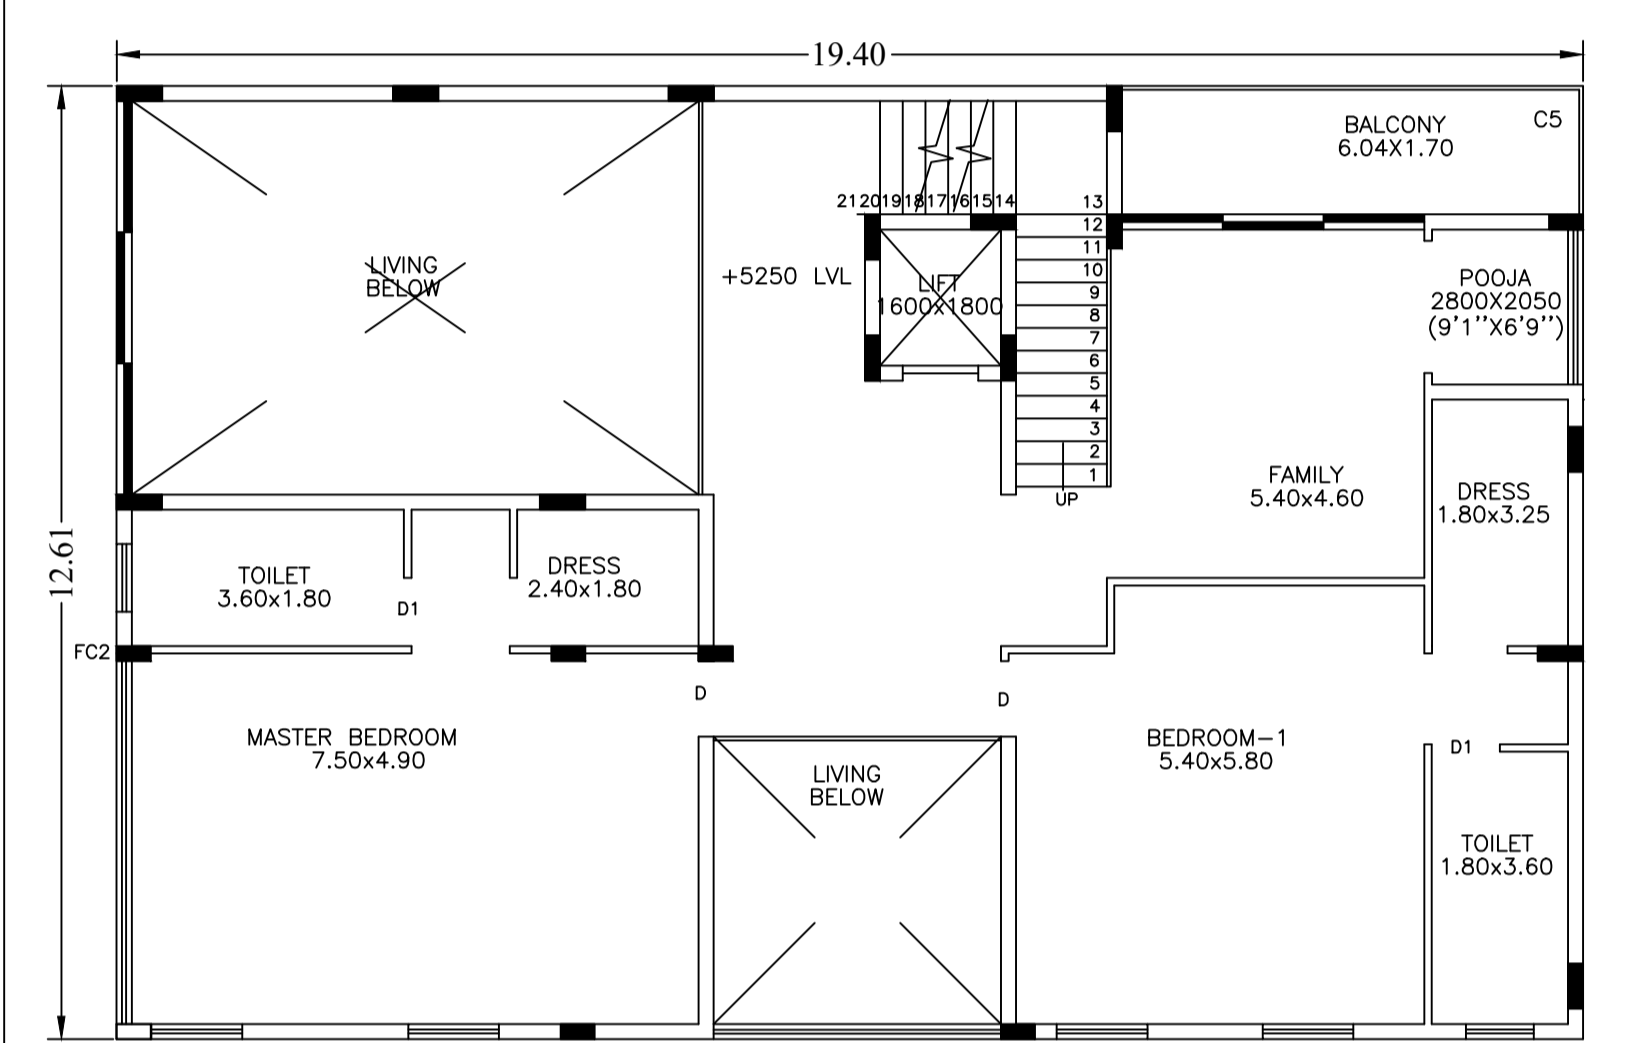 19.40
BALCONY
6.04X1.70
C5
21 20 19 18 17 16 15 14
13
12
11
10
9
8
7
6
5
4
3
2
1
UP
LIVING
BELOW
+5250 LVL
LIFT
1600x1800
POOJA
2800X2050
(9'1"X6'9")
FAMILY
5.40x4.60
DRESS
1.80x3.25
12.61
TOILET
3.60x1.80
D1
DRESS
2.40x1.80
FC2
D
D
MASTER BEDROOM
7.50x4.90
LIVING
BELOW
BEDROOM-1
5.40x5.80
D1
TOILET
1.80x3.60